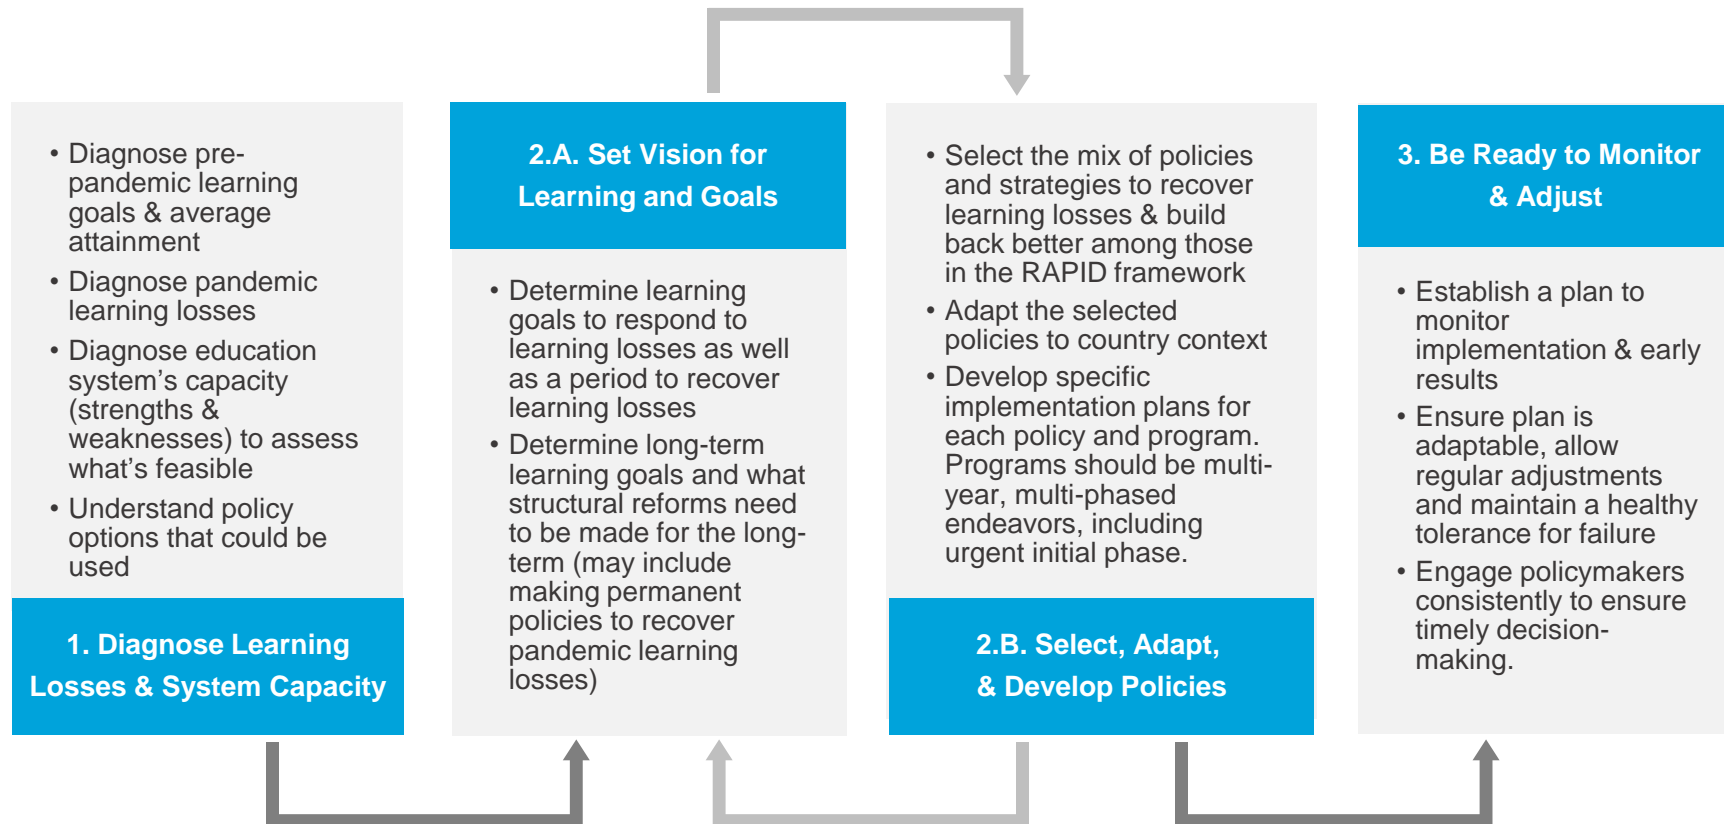 • Diagnose pre-
pandemic learning
goals & average
attainment
• Diagnose pandemic
learning losses
• Diagnose education
system's capacity
(strengths &
weaknesses) to assess
what's feasible
• Understand policy
options that could be
used
1. Diagnose Learning
Losses & System Capacity
2.A. Set Vision for
Learning and Goals
• Determine learning
goals to respond to
learning losses as well
as a period to recover
learning losses
• Determine long-term
learning goals and what
structural reforms need
to be made for the long-
term (may include
making permanent
policies to recover
pandemic learning
losses)
• Select the mix of policies
and strategies to recover
learning losses & build
back better among those
in the RAPID framework
• Adapt the selected
policies to country context
• Develop specific
implementation plans for
each policy and program.
Programs should be multi-
year, multi-phased
endeavors, including
urgent initial phase.
2.B. Select, Adapt,
& Develop Policies
3. Be Ready to Monitor
& Adjust
• Establish a plan to
monitor
implementation & early
results
• Ensure plan is
adaptable, allow
regular adjustments
and maintain a healthy
tolerance for failure
• Engage policymakers
consistently to ensure
timely decision-
making.